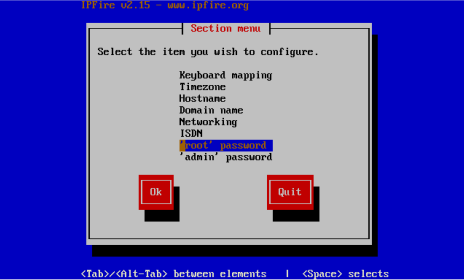 IPFire v2.15 - www.ipfire.org
Section menu
Select the item you wish to configure.
Keyboard mapping
Timezone
Hostname
Domain name
Networking
ISDN
'root' password
'admin' password
Ok Quit
<Tab>/<Alt-Tab> between elements | <Space> selects